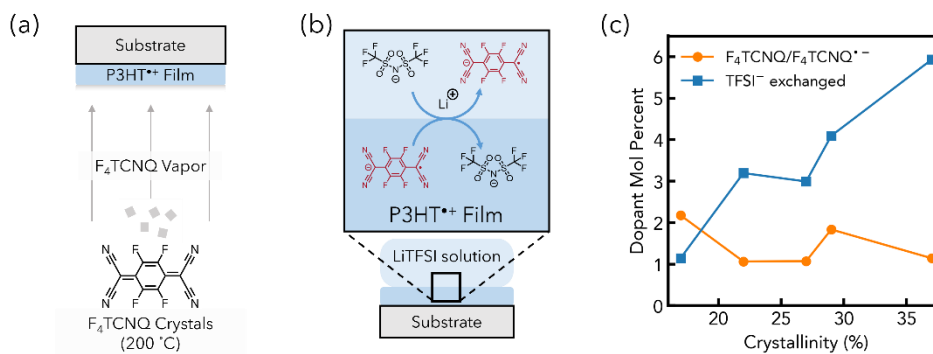 (a)
Substrate
P3HT•+ Film
F₄TCNQ Vapor
N
N
F
F
F
F
N
N
F₄TCNQ Crystals
(200 ˚C)
(b)
F F
F
O
S
O
N
⊖
O
S
O
F F
F
N
N
F
F
F
F
N
N
⊖
Li⊕
N
N
F
F
F
F
N
N
⊖
F F
F
O
S
O
N
⊖
O
S
O
F F
F
P3HT•+ Film
LiTFSI solution
Substrate
(c)
F₄TCNQ/F₄TCNQ•−
TFSI− exchanged
Dopant Mol Percent
6
5
4
3
2
1
0
20
25
30
35
Crystallinity (%)